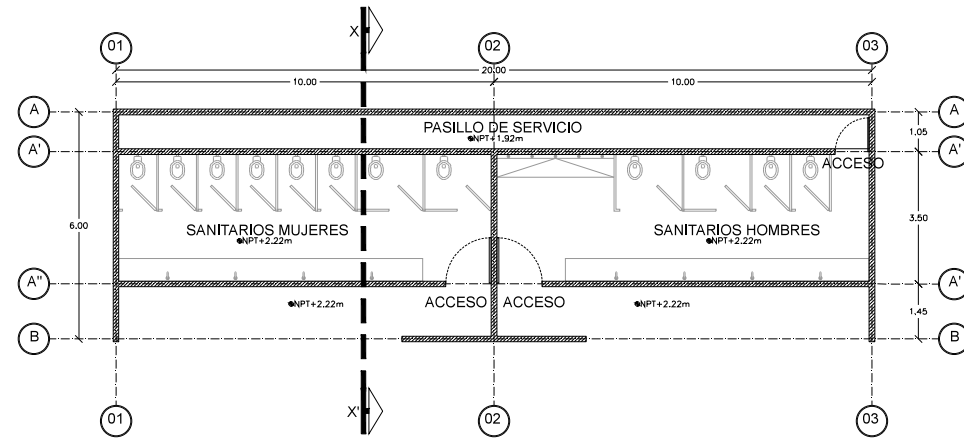 X
01
02
03
20.00
10.00
10.00
A
A
PASILLO DE SERVICIO
NPT+1.92m
1.05
A'
A'
ACCESO
6.00
3.50
SANITARIOS MUJERES
NPT+2.22m
SANITARIOS HOMBRES
NPT+2.22m
A''
A'
NPT+2.22m
ACCESO
ACCESO
NPT+2.22m
1.45
B
B
X'
01
02
03